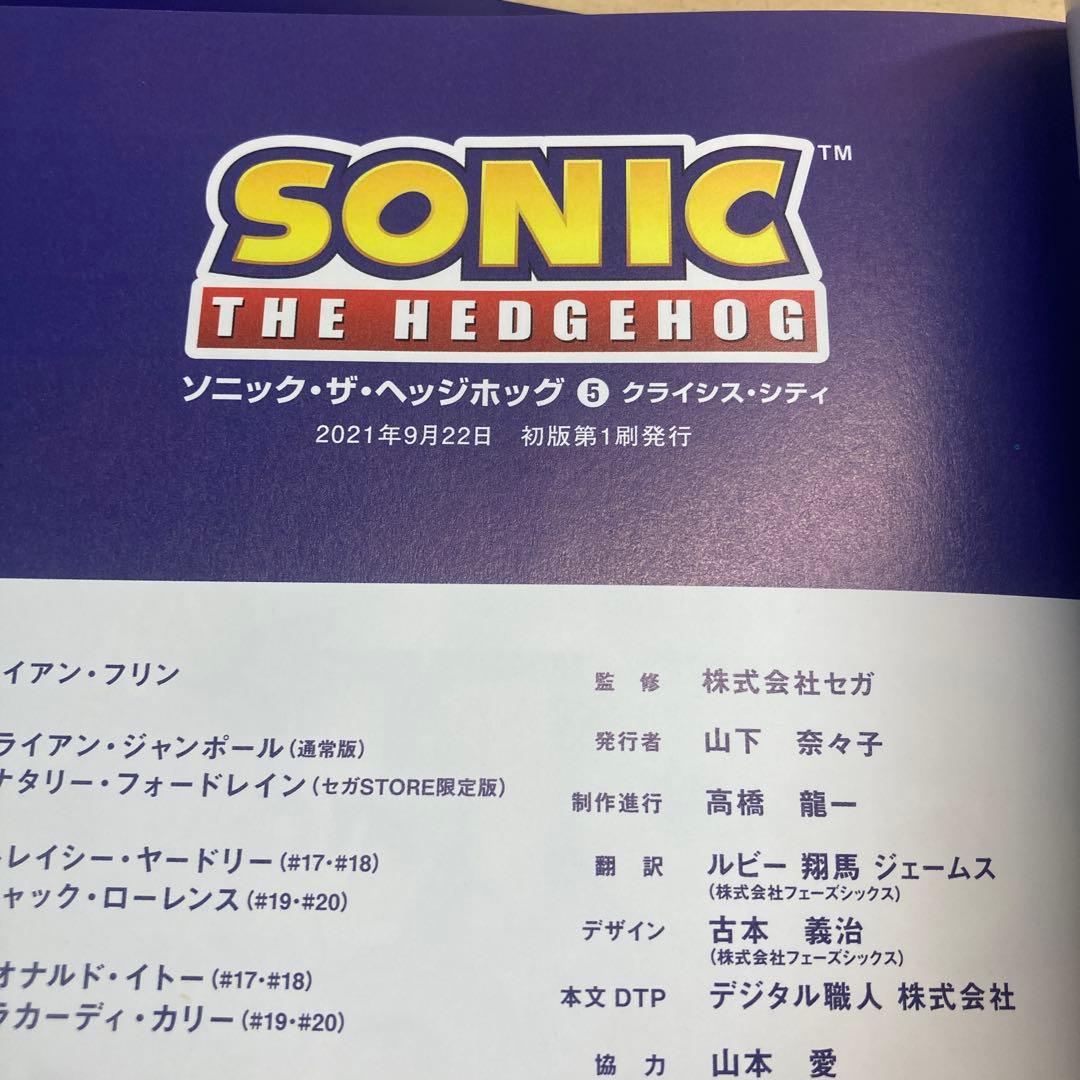 SONIC™
THE HEDGEHOG
ソニック・ザ・ヘッジホッグ ❺ クライシス・シティ
2021年9月22日 初版第1刷発行
イアン・フリン
ライアン・ジャンポール（通常版）
ナタリー・フォードレイン（セガSTORE限定版）
レイシー・ヤードリー（#17・#18）
ャック・ローレンス（#19・#20）
オナルド・イトー（#17・#18）
ラカーディ・カリー（#19・#20）
監 修 株式会社セガ
発行者 山下 奈々子
制作進行 高橋 龍一
翻 訳 ルビー 翔馬 ジェームス
（株式会社フェーズシックス）
デザイン 古本 義治
（株式会社フェーズシックス）
本文 DTP デジタル職人 株式会社
協 力 山本 愛